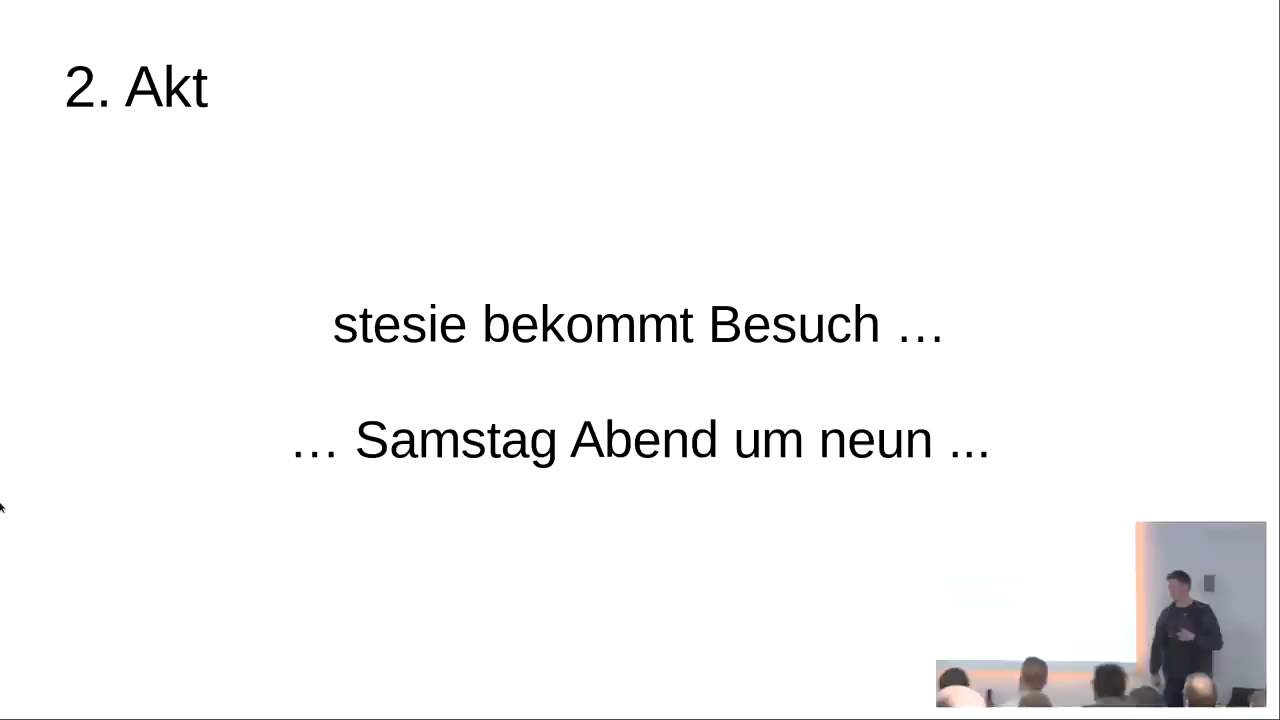 2. Akt
stesie bekommt Besuch …
… Samstag Abend um neun ...